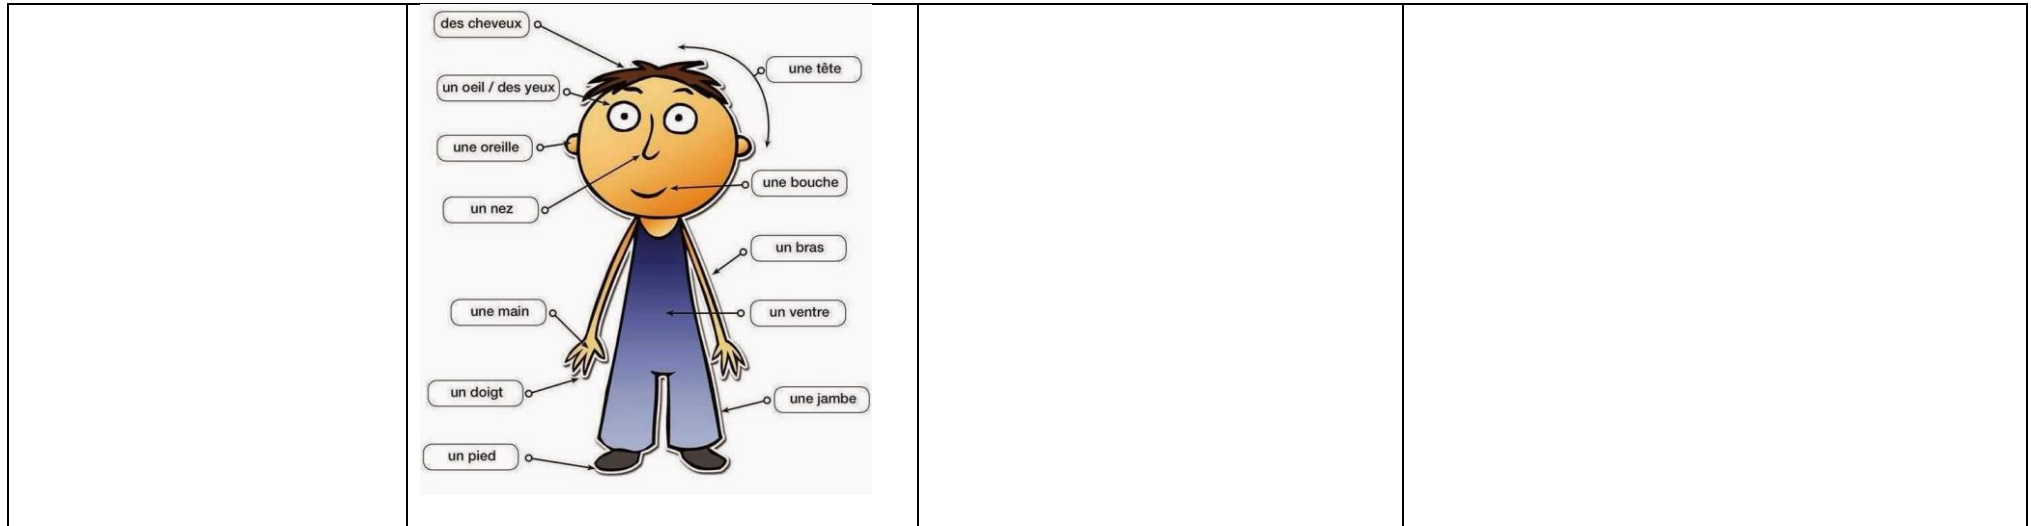 des cheveux
une tête
un oeil / des yeux
une oreille
une bouche
un nez
un bras
une main
un ventre
un doigt
une jambe
un pied